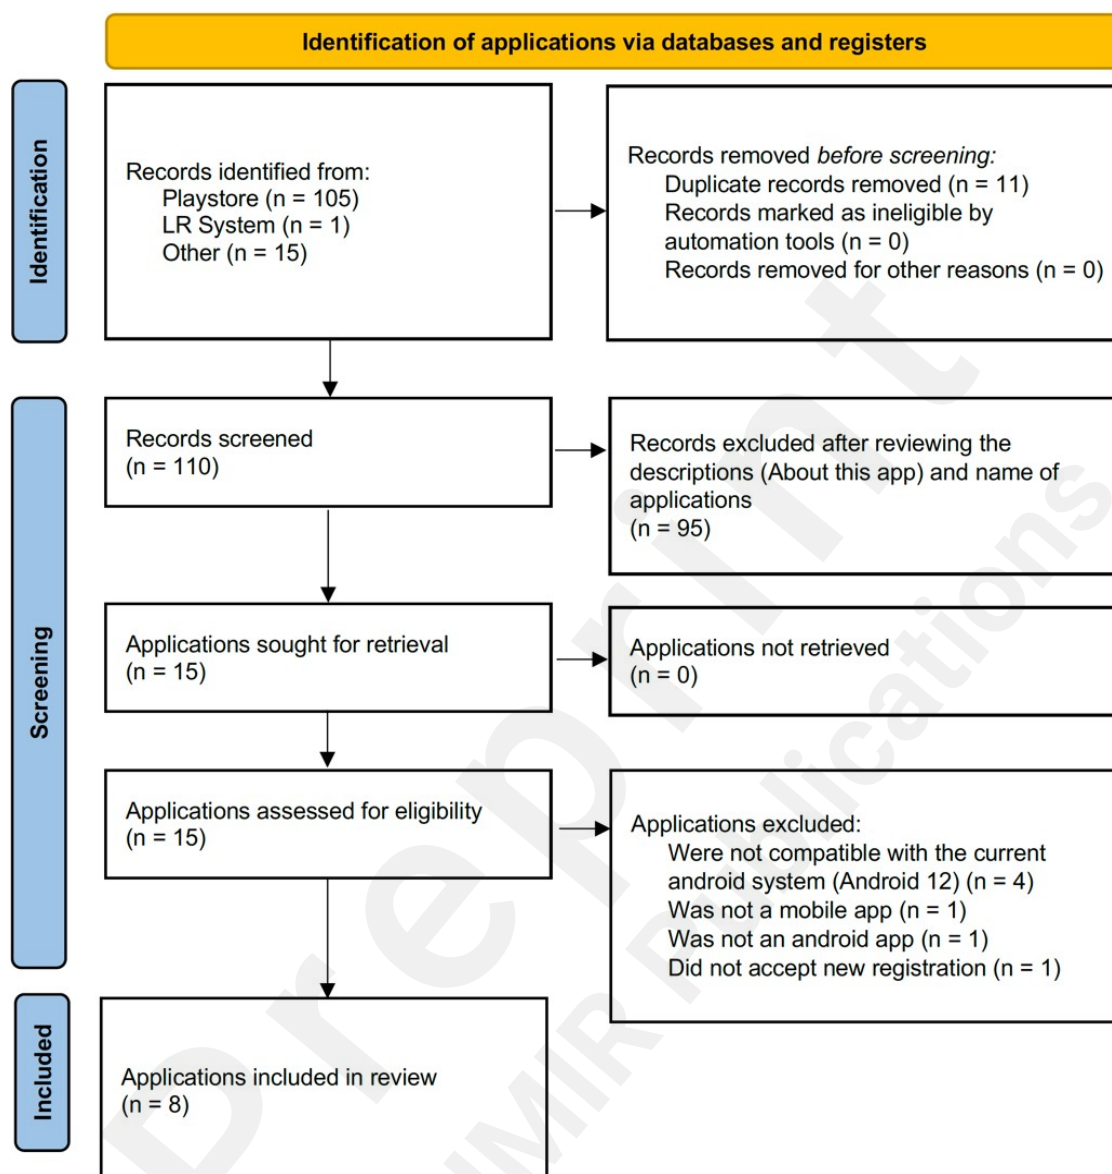 Identification of applications via databases and registers
Identification
Records identified from:
Playstore (n = 105)
LR System (n = 1)
Other (n = 15)
Records removed before screening:
Duplicate records removed (n = 11)
Records marked as ineligible by
automation tools (n = 0)
Records removed for other reasons (n = 0)
Screening
Records screened
(n = 110)
Records excluded after reviewing the
descriptions (About this app) and name of
applications
(n = 95)
Applications sought for retrieval
(n = 15)
Applications not retrieved
(n = 0)
Applications assessed for eligibility
(n = 15)
Applications excluded:
Were not compatible with the current
android system (Android 12) (n = 4)
Was not a mobile app (n = 1)
Was not an android app (n = 1)
Did not accept new registration (n = 1)
Included
Applications included in review
(n = 8)
Preprint
JMIR Publications